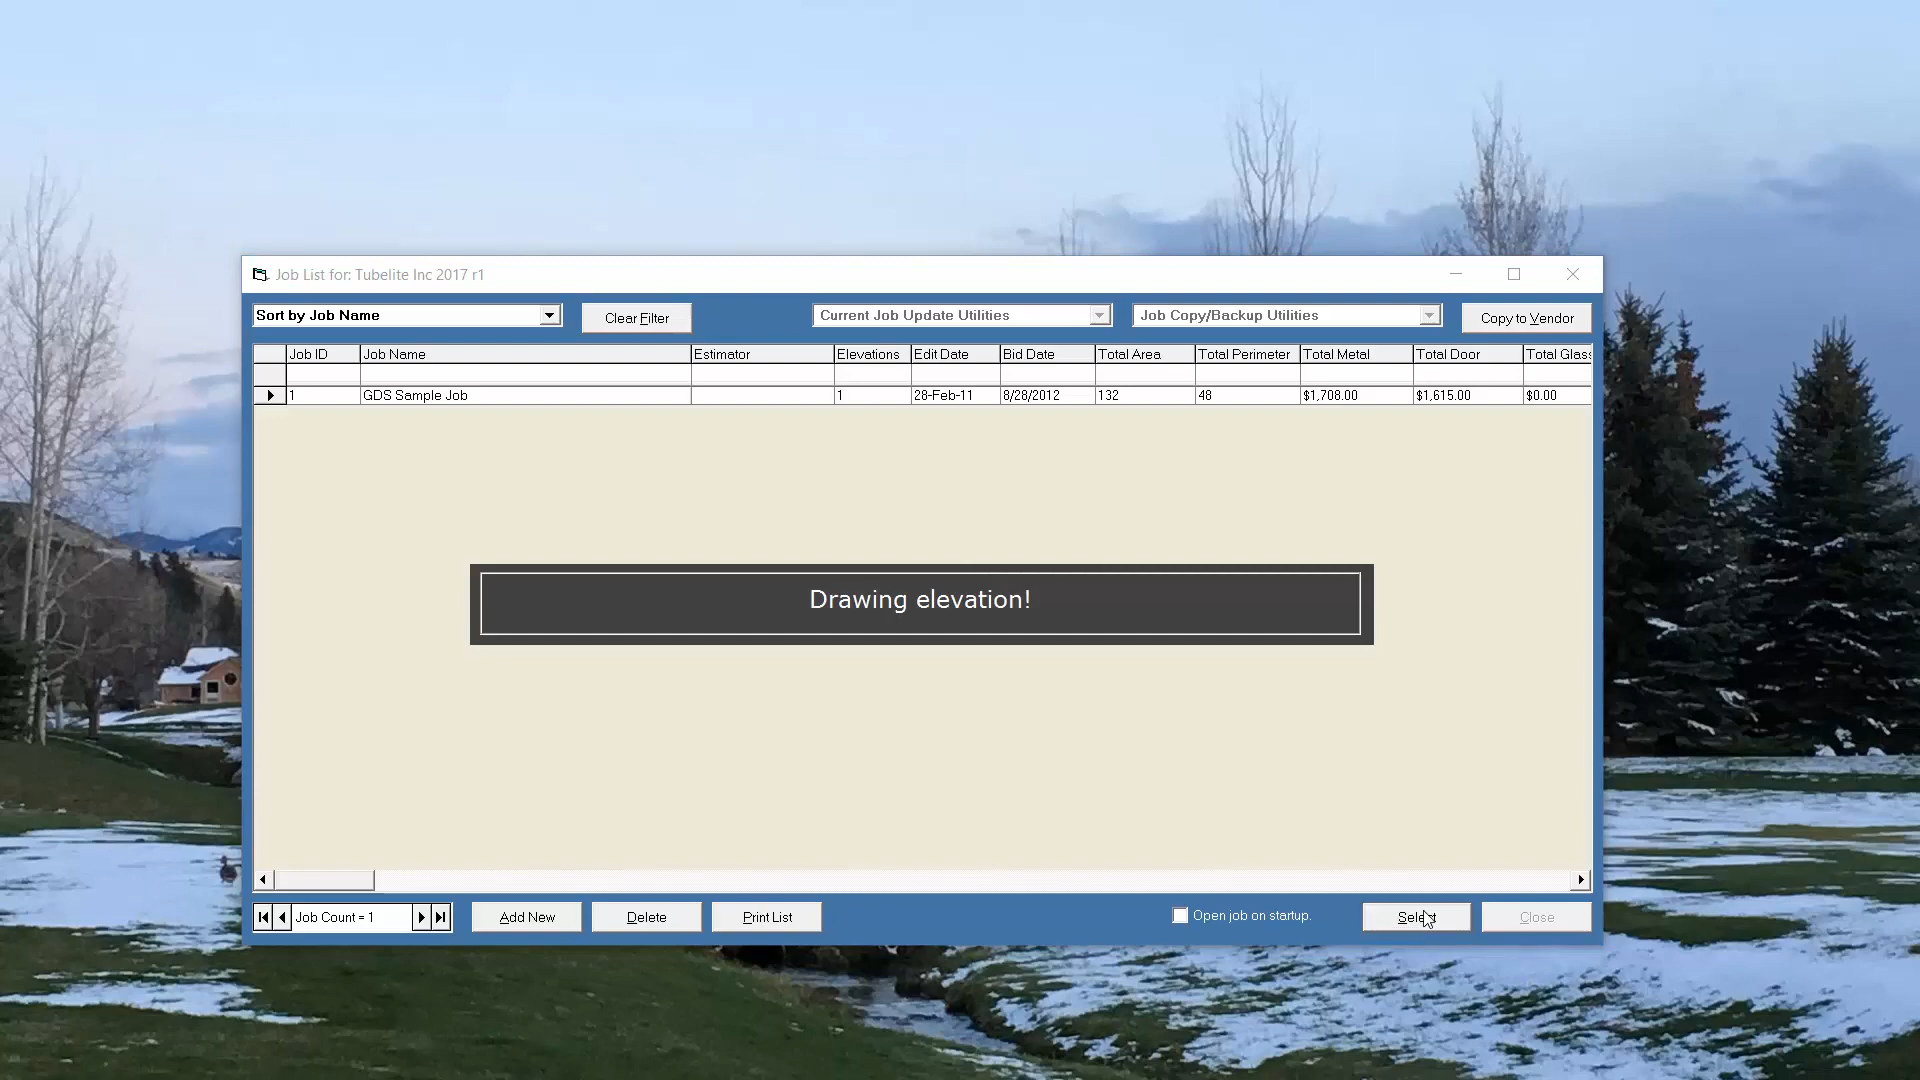 Job List for: Tubelite Inc 2017 r1
Sort by Job Name
Clear Filter
Current Job Update Utilities
Job Copy/Backup Utilities
Copy to Vendor
Job ID Job Name Estimator Elevations Edit Date Bid Date Total Area Total Perimeter Total Metal Total Door Total Glas
1 GDS Sample Job 1 28-Feb-11 8/28/2012 132 48 $1,708.00 $1,615.00 $0.00
Drawing elevation!
Job Count = 1
Add New
Delete
Print List
Open job on startup.
Select
Close